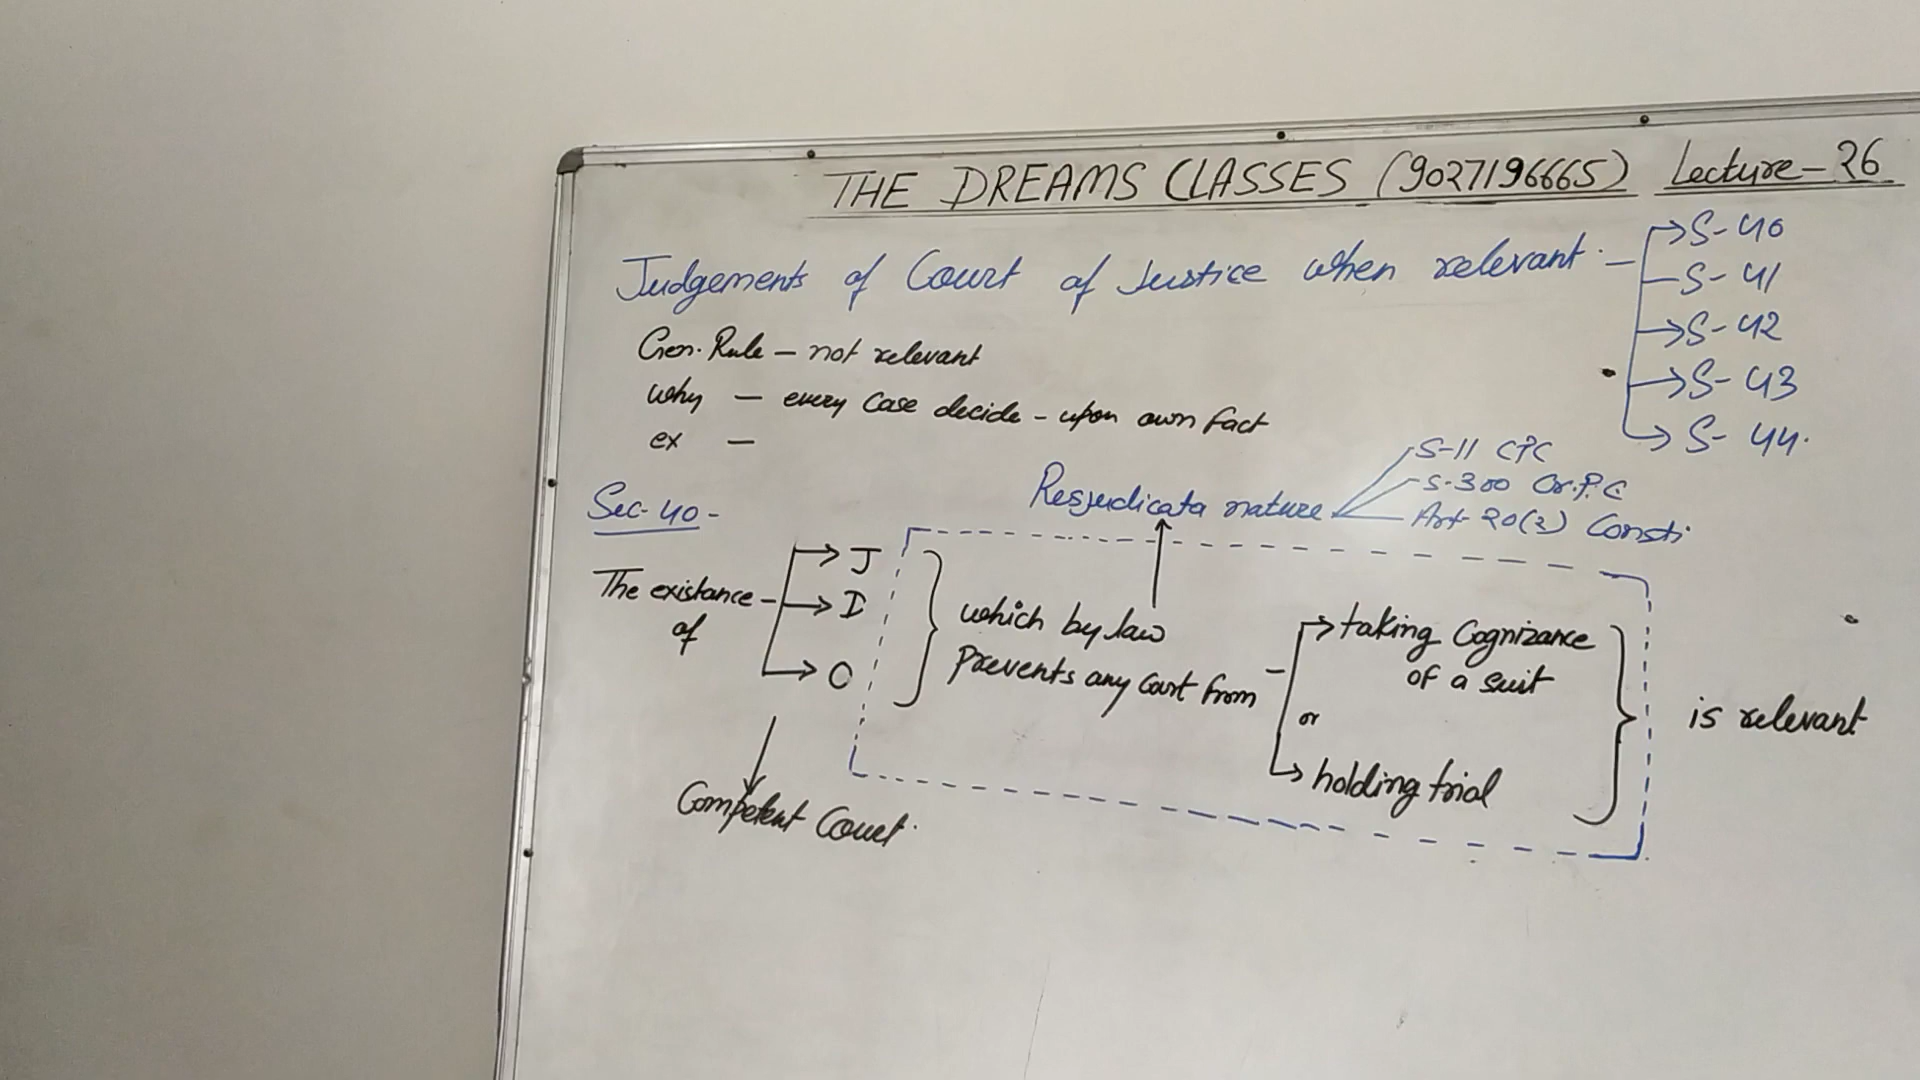 THE DREAMS CLASSES (9027196665) Lecture-26
Judgements of Court of Justice when relevant -
S-40
S-41
S-42
S-43
S-44.
Gen. Rule - not relevant
why - every Case decide - upon own fact
ex -
Sec-40 -
Resjudicata nature
S-11 CPC
S-300 Cr.P.C
Art 20(2) Consti
The existance of
J
D
O
which by law
Prevents any Court from
taking Cognizance
of a suit
or
holding trial
is relevant
Competent Court.